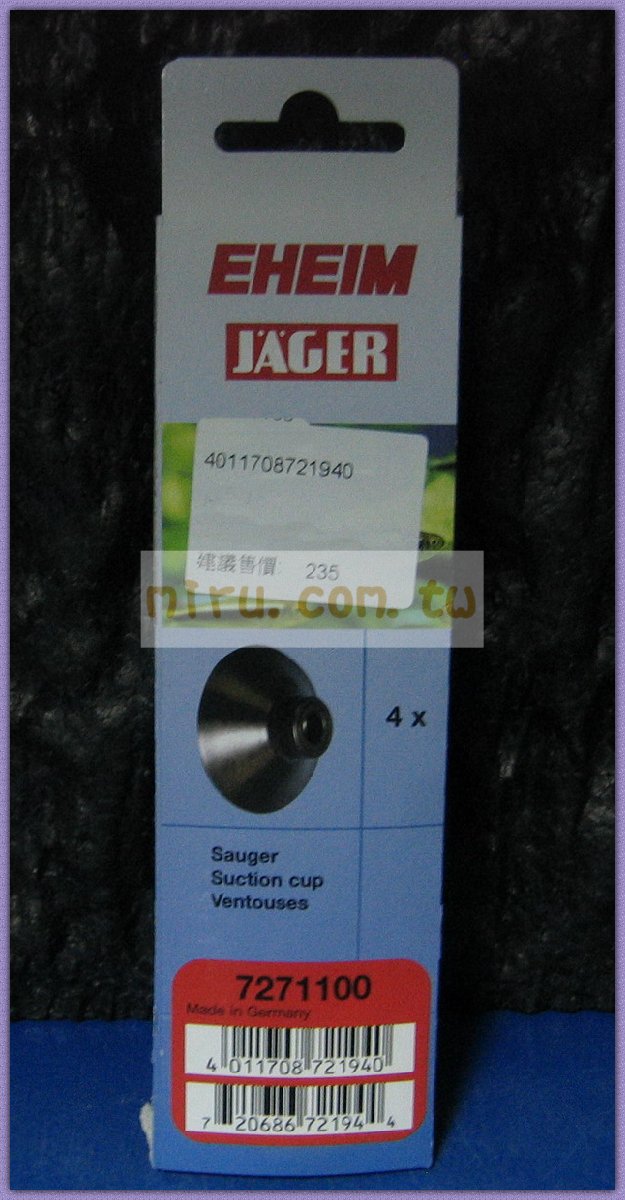 EHEIM
JÄGER
4011708721940
建議售價 235
miru.com.tw
4 x
Sauger
Suction cup
Ventouses
7271100
Made in Germany
4 011708 721940
7 20686 72194 4